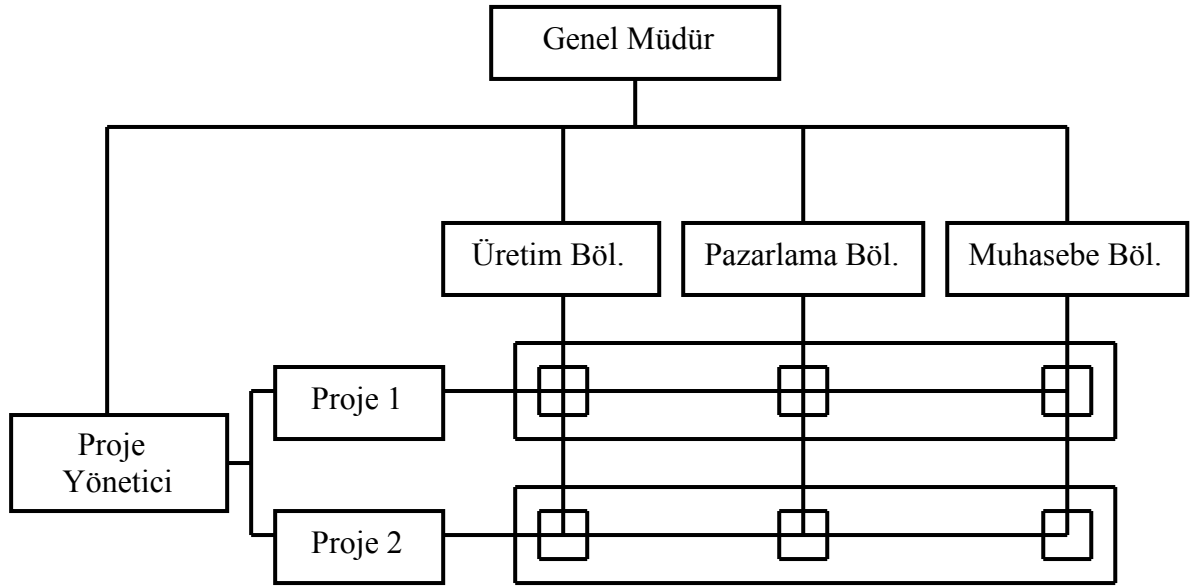 Genel Müdür
Üretim Böl.
Pazarlama Böl.
Muhasebe Böl.
Proje 1
Proje
Yönetici
Proje 2